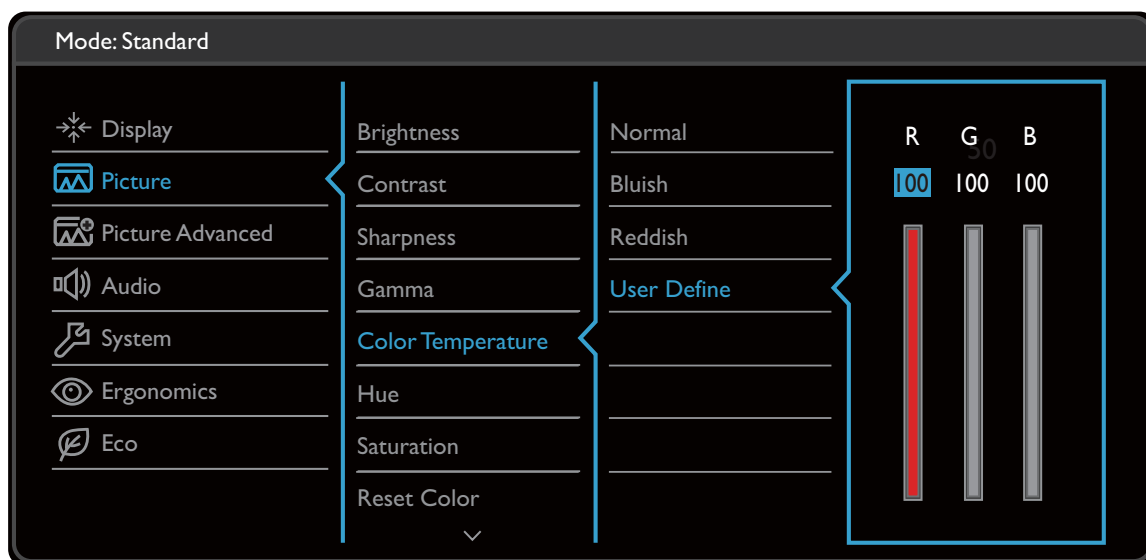 Mode: Standard
Display
Picture
Picture Advanced
Audio
System
Ergonomics
Eco
Brightness
Contrast
Sharpness
Gamma
Color Temperature
Hue
Saturation
Reset Color
Normal
Bluish
Reddish
User Define
R G B
50
100 100 100